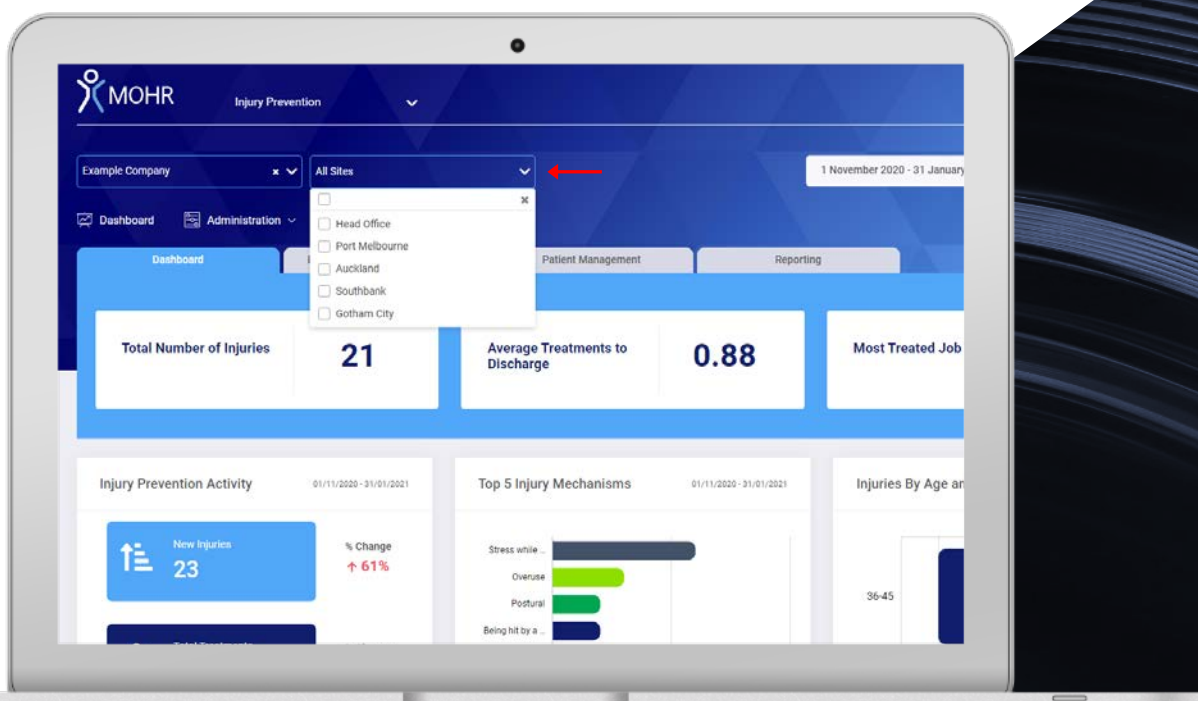 MOHR
Injury Prevention
Example Company
All Sites
1 November 2020 - 31 January
Head Office
Port Melbourne
Auckland
Southbank
Gotham City
Dashboard
Administration
Dashboard
Patient Management
Reporting
Total Number of Injuries
21
Average Treatments to
Discharge
0.88
Most Treated Job
Injury Prevention Activity
01/11/2020 - 31/01/2021
Top 5 Injury Mechanisms
01/11/2020 - 31/01/2021
Injuries By Age an
New Injuries
23
% Change
61%
Stress while ...
Overuse
Postural
Being hit by a ...
36-45